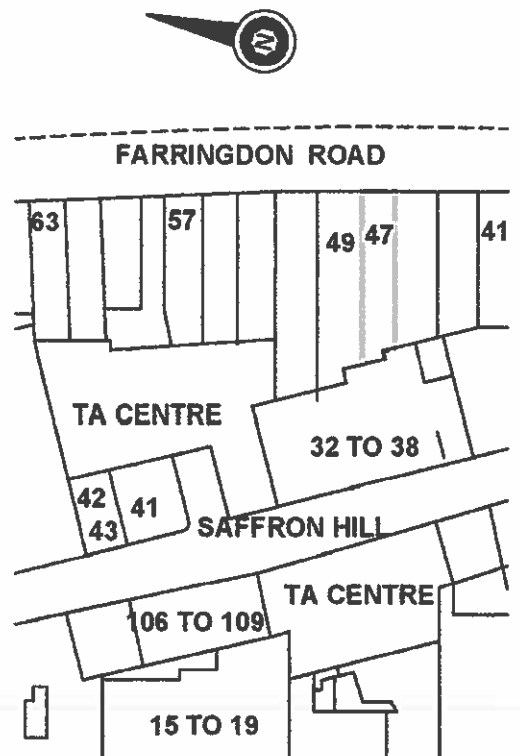 N
FARRINGDON ROAD
63
57
49
47
41
TA CENTRE
32 TO 38
42
43
41
SAFFRON HILL
TA CENTRE
106 TO 109
15 TO 19